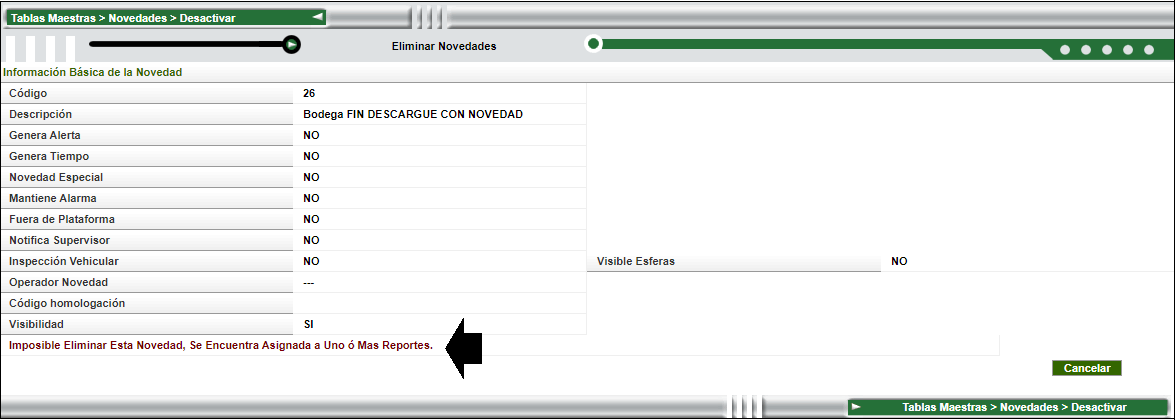 Tablas Maestras > Novedades > Desactivar
Eliminar Novedades
Información Básica de la Novedad
Código 26
Descripción Bodega FIN DESCARGUE CON NOVEDAD
Genera Alerta NO
Genera Tiempo NO
Novedad Especial NO
Mantiene Alarma NO
Fuera de Plataforma NO
Notifica Supervisor NO
Inspección Vehicular NO Visible Esferas NO
Operador Novedad ---
Código homologación
Visibilidad SI
Imposible Eliminar Esta Novedad, Se Encuentra Asignada a Uno ó Mas Reportes.
Cancelar
Tablas Maestras > Novedades > Desactivar